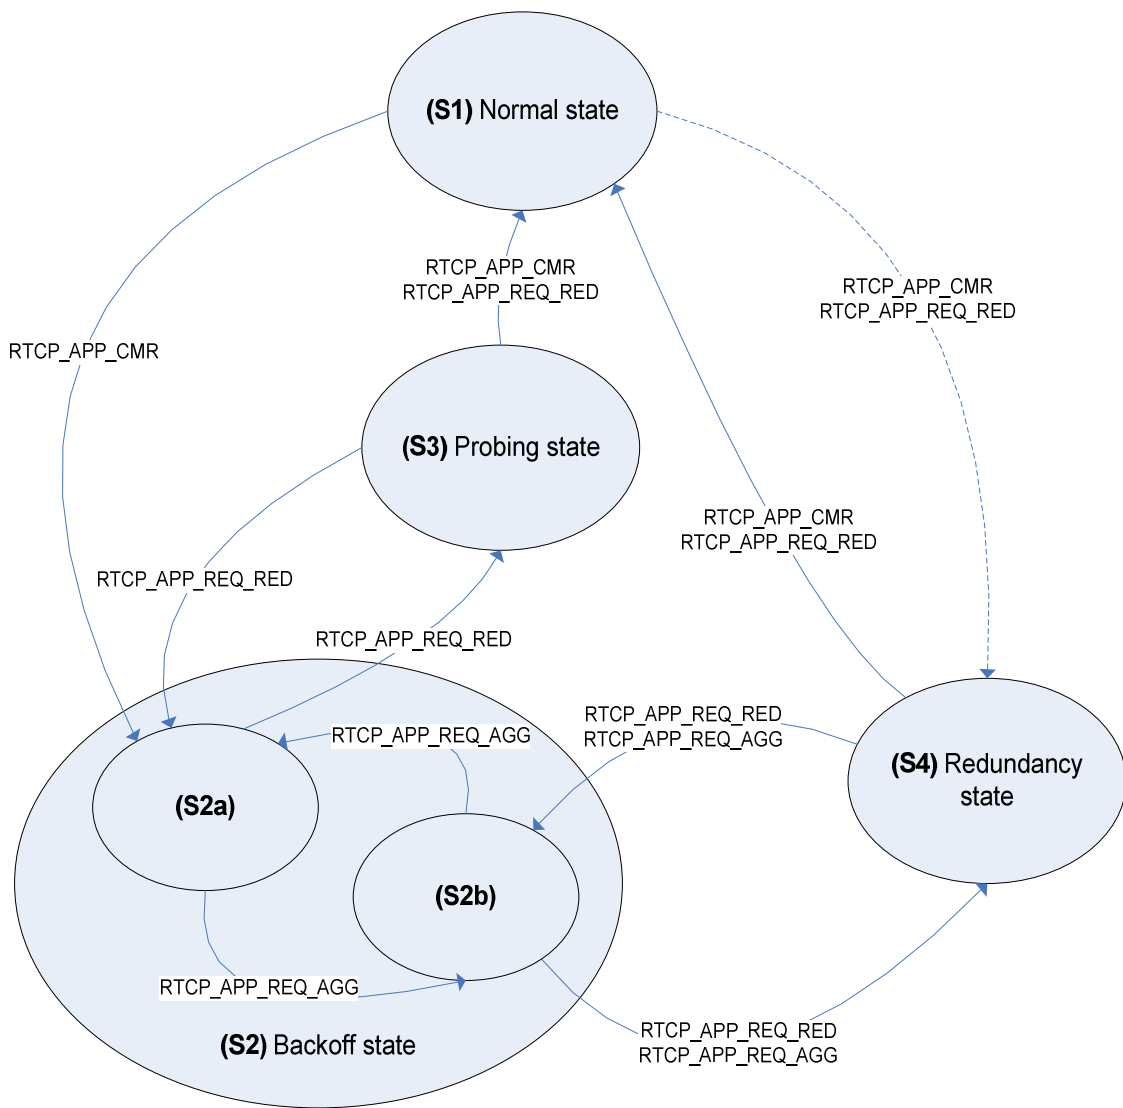 (S1) Normal state
RTCP_APP_CMR
RTCP_APP_REQ_RED
RTCP_APP_CMR
RTCP_APP_REQ_RED
RTCP_APP_CMR
(S3) Probing state
RTCP_APP_CMR
RTCP_APP_REQ_RED
RTCP_APP_REQ_RED
RTCP_APP_REQ_RED
RTCP_APP_REQ_RED
RTCP_APP_REQ_AGG
RTCP_APP_REQ_AGG
(S4) Redundancy
state
(S2a)
(S2b)
RTCP_APP_REQ_AGG
(S2) Backoff state
RTCP_APP_REQ_RED
RTCP_APP_REQ_AGG